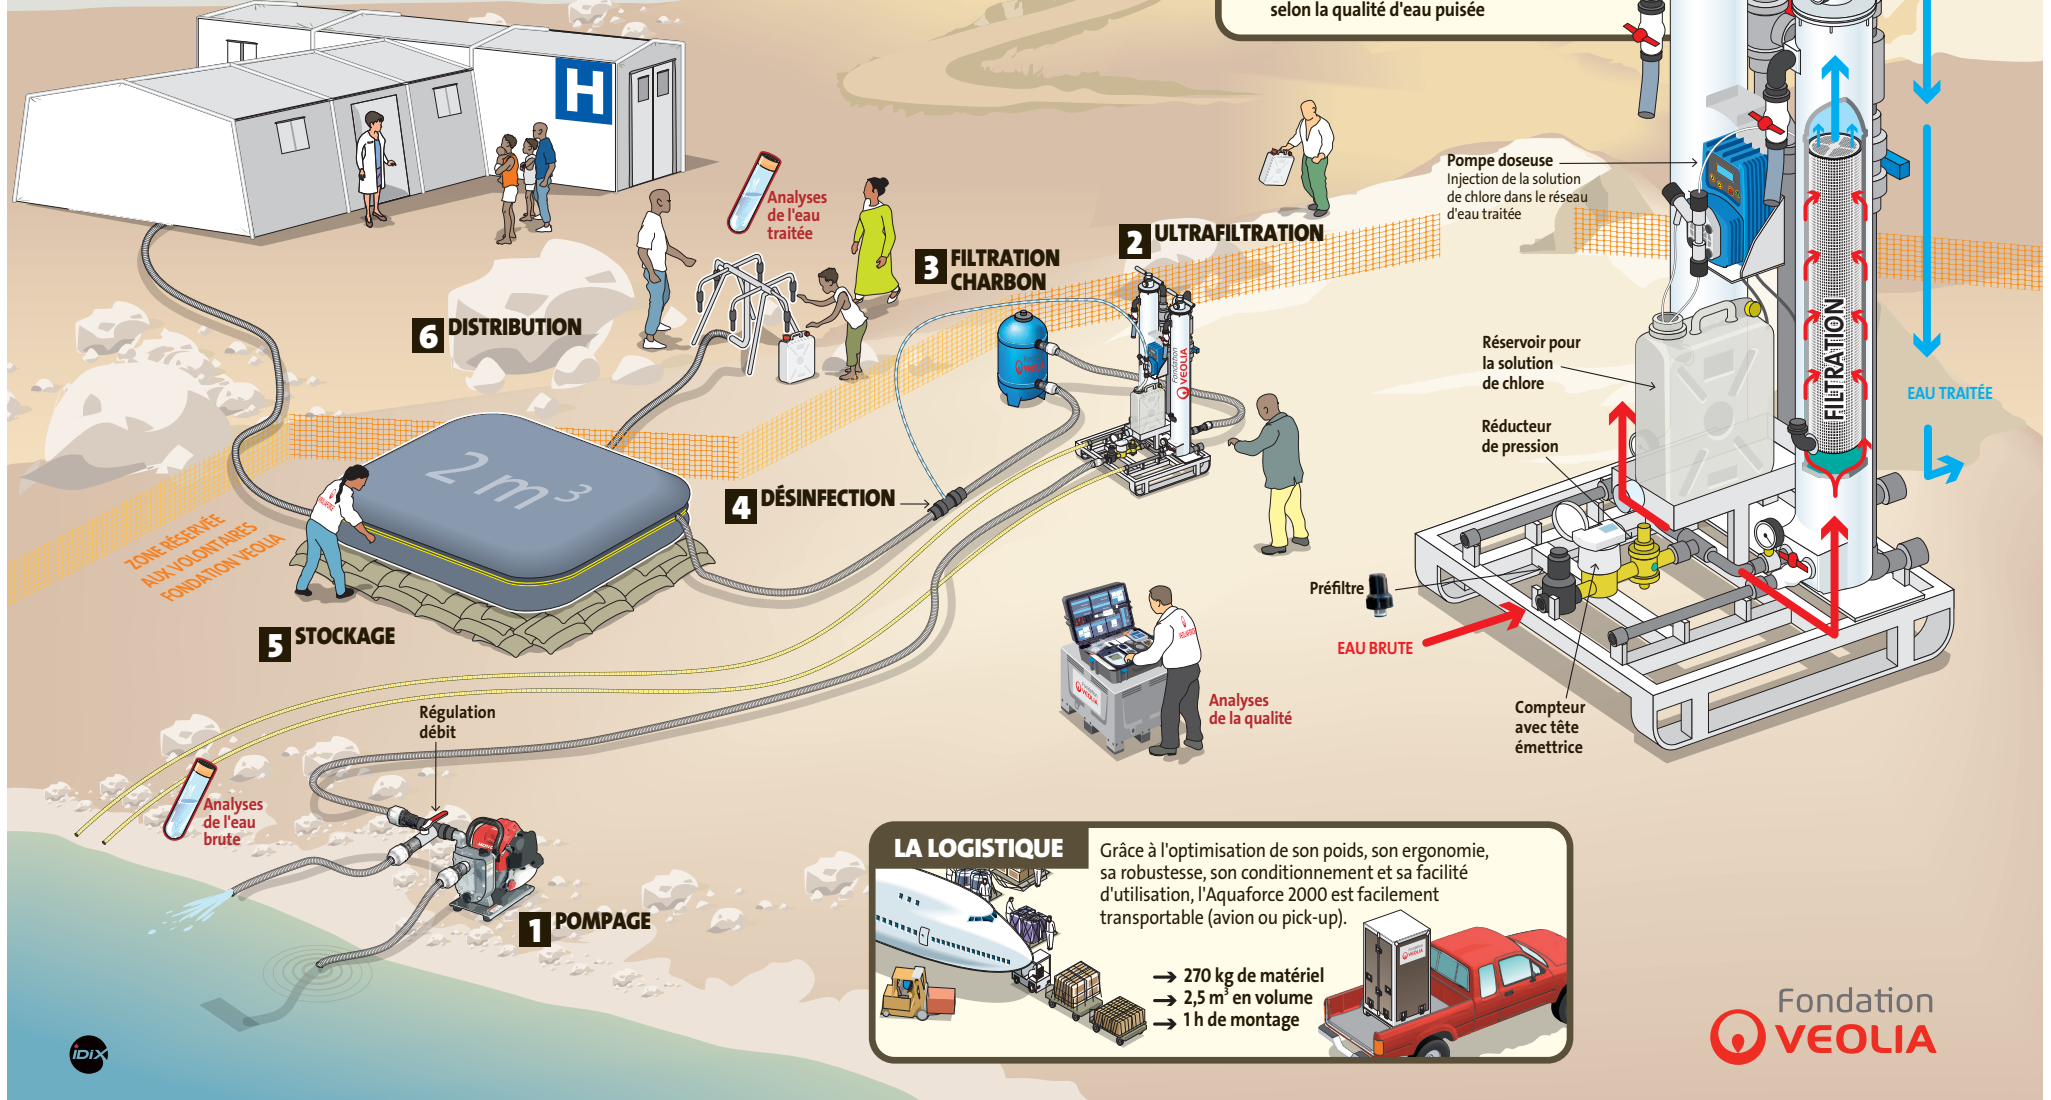 selon la qualité d'eau puisée
H
Analyses
de l'eau
traitée
Pompe doseuse
Injection de la solution
de chlore dans le réseau
d'eau traitée
2 ULTRAFILTRATION
3 FILTRATION
CHARBON
6 DISTRIBUTION
Fondation
VEOLIA
FILTRATION
Réservoir pour
la solution
de chlore
EAU TRAITÉE
Réducteur
de pression
2 m³
4 DÉSINFECTION
ZONE RÉSERVÉE
AUX VOLONTAIRES
FONDATION VEOLIA
Préfiltre
EAU BRUTE
5 STOCKAGE
Fondation
VEOLIA
Analyses
de la qualité
Compteur
avec tête
émettrice
Régulation
débit
Analyses
de l'eau
brute
1 POMPAGE
LA LOGISTIQUE
Grâce à l'optimisation de son poids, son ergonomie,
sa robustesse, son conditionnement et sa facilité
d'utilisation, l'Aquaforce 2000 est facilement
transportable (avion ou pick-up).
→ 270 kg de matériel
→ 2,5 m³ en volume
→ 1 h de montage
Fondation
VEOLIA
iDiX